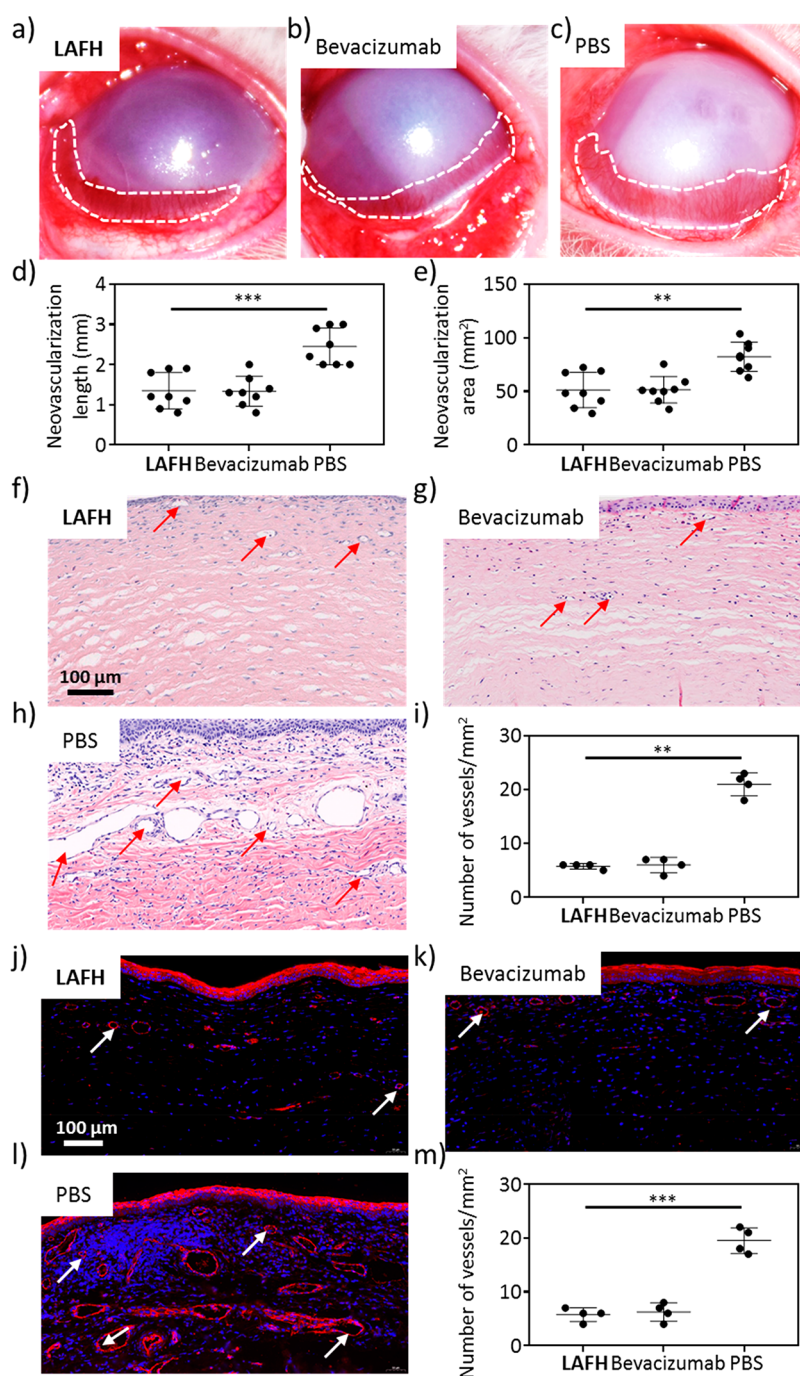 a)
LAFH
b)
Bevacizumab
c)
PBS
d)
Neovascularization
length (mm)
4
3
2
1
0
***
LAFH Bevacizumab PBS
e)
Neovascularization
area (mm²)
150
100
50
0
**
LAFH Bevacizumab PBS
f)
LAFH
100 µm
g)
Bevacizumab
h)
PBS
i)
Number of vessels/mm²
30
20
10
0
**
LAFH Bevacizumab PBS
j)
LAFH
100 µm
k)
Bevacizumab
l)
PBS
m)
Number of vessels/mm²
30
20
10
0
***
LAFH Bevacizumab PBS